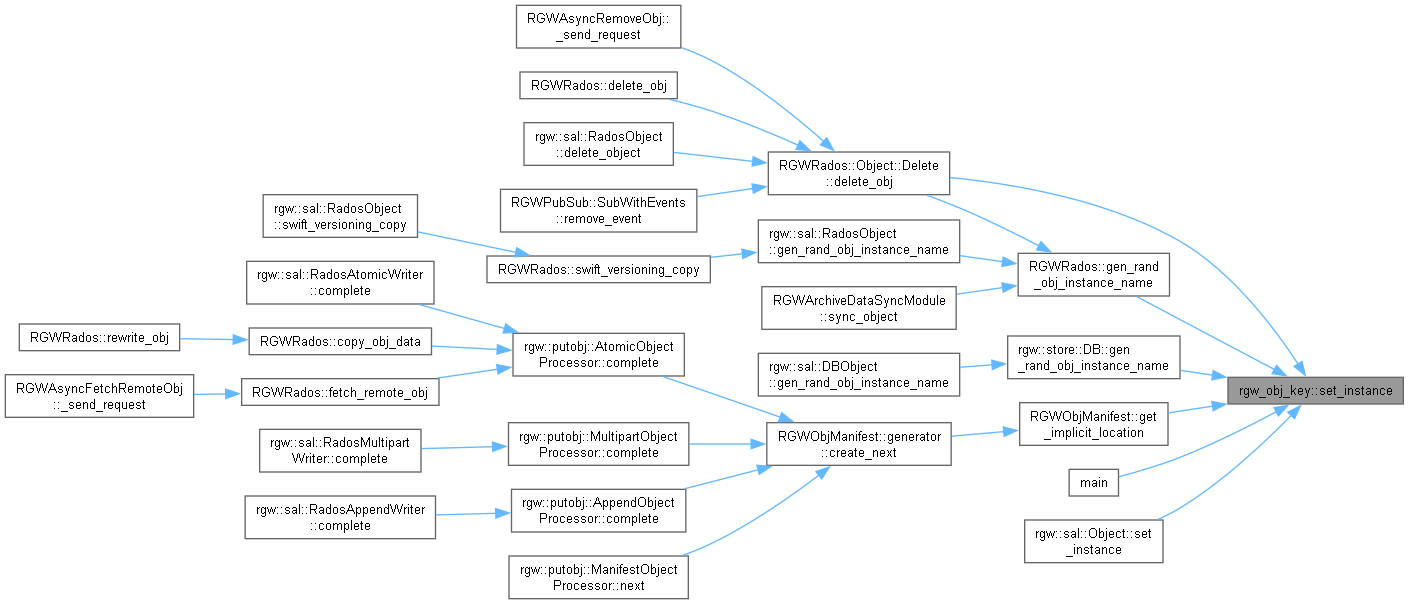 RGWAsyncRemoveObj::
_send_request
RGWRados::delete_obj
rgw::sal::RadosObject
::delete_object
RGWRados::Object::Delete
::delete_obj
RGWPubSub::SubWithEvents
::remove_event
rgw::sal::RadosObject
::swift_versioning_copy
rgw::sal::RadosObject
::gen_rand_obj_instance_name
RGWRados::swift_versioning_copy
RGWRados::gen_rand
_obj_instance_name
rgw::sal::RadosAtomicWriter
::complete
RGWArchiveDataSyncModule
::sync_object
RGWRados::rewrite_obj
RGWRados::copy_obj_data
rgw::putobj::AtomicObject
Processor::complete
rgw::sal::DBObject
::gen_rand_obj_instance_name
rgw::store::DB::gen
_rand_obj_instance_name
RGWAsyncFetchRemoteObj
::_send_request
RGWRados::fetch_remote_obj
rgw_obj_key::set_instance
RGWObjManifest::get
_implicit_location
rgw::sal::RadosMultipart
Writer::complete
rgw::putobj::MultipartObject
Processor::complete
RGWObjManifest::generator
::create_next
main
rgw::sal::RadosAppendWriter
::complete
rgw::putobj::AppendObject
Processor::complete
rgw::sal::Object::set
_instance
rgw::putobj::ManifestObject
Processor::next